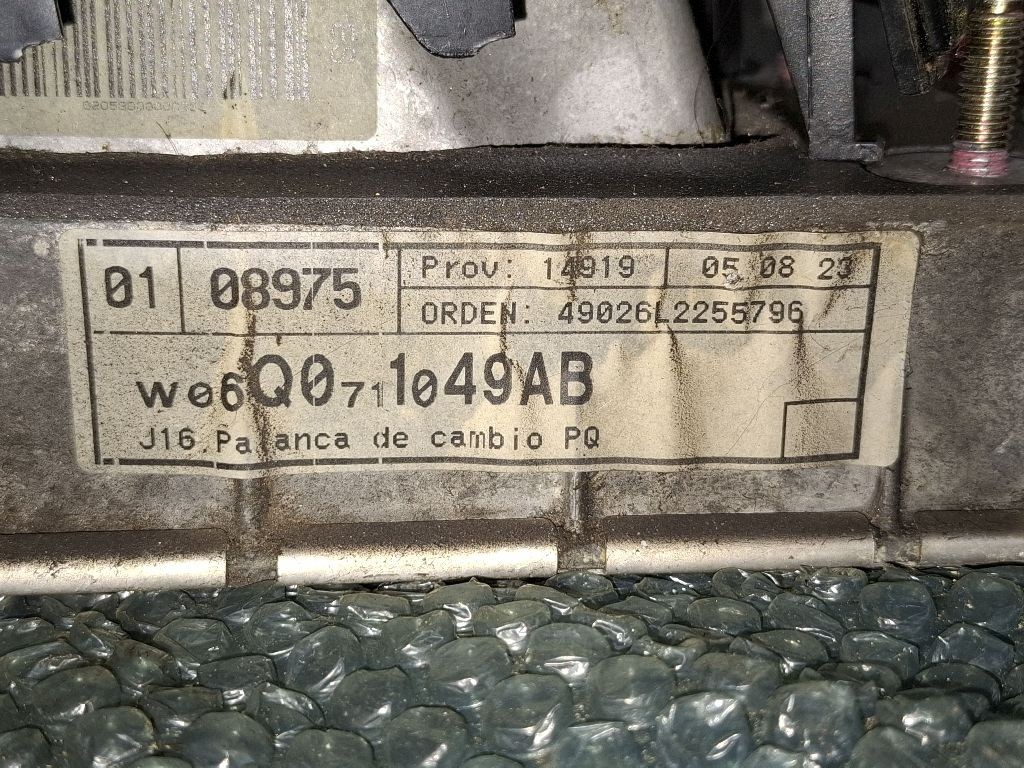 01 08975 Prov: 14919 05 08 23
ORDEN: 49026L2255796
W06Q0711049AB
J16 Palanca de cambio PQ